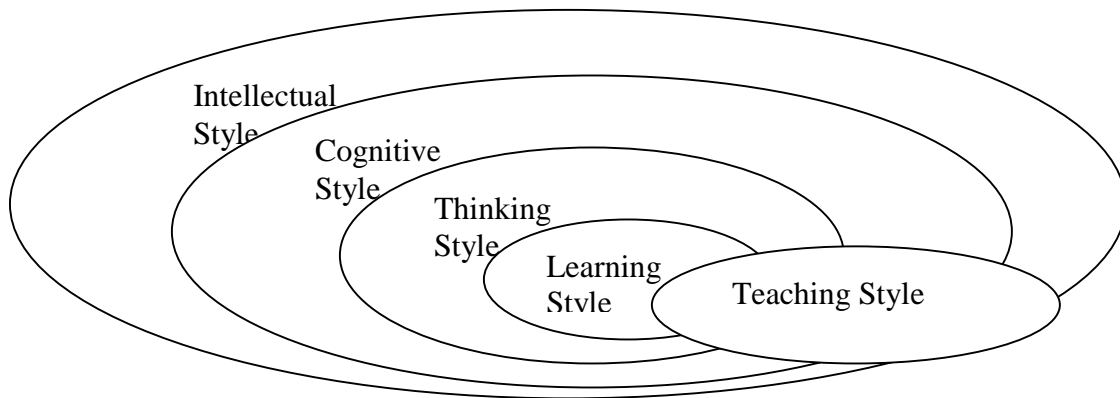 Intellectual
Style
Cognitive
Style
Thinking
Style
Learning
Style
Teaching Style